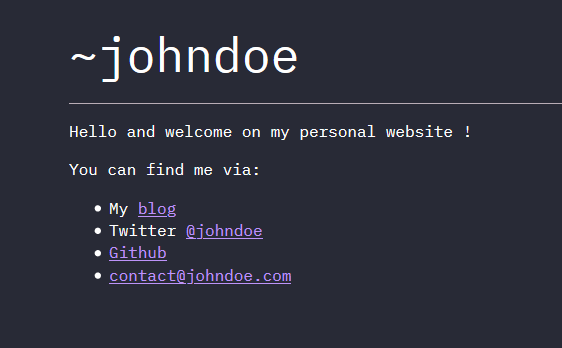 ~johndoe
Hello and welcome on my personal website !
You can find me via:
My blog
Twitter @johndoe
Github
contact@johndoe.com